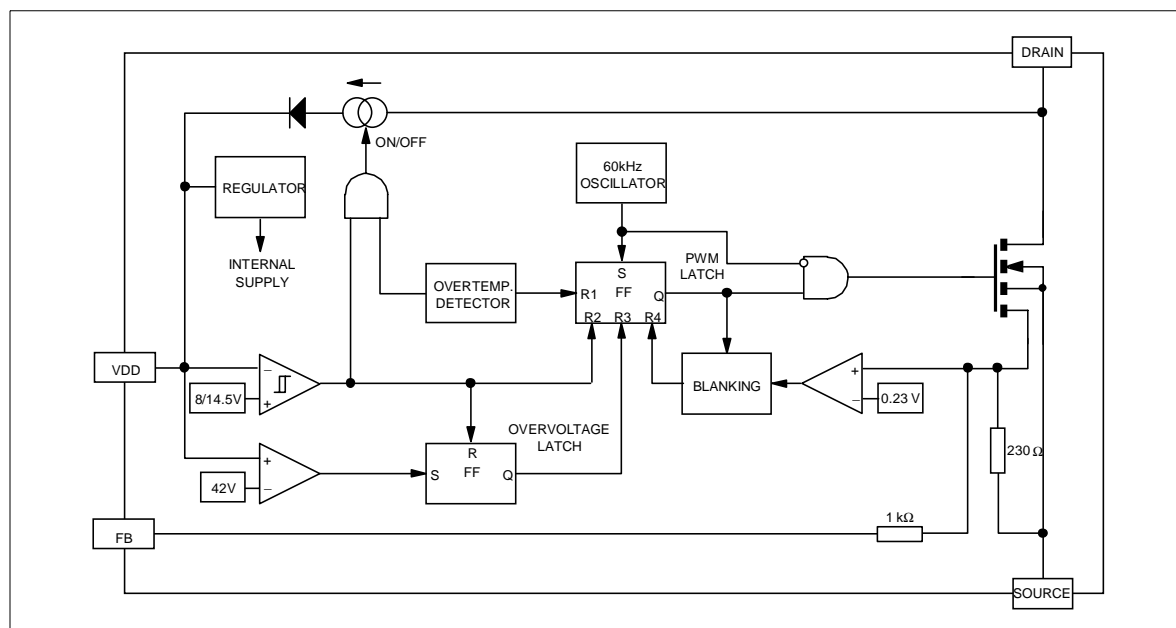 DRAIN
ON/OFF
60kHz
OSCILLATOR
REGULATOR
INTERNAL
SUPPLY
PWM
LATCH
S
OVERTEMP.
DETECTOR
R1
FF
Q
R2 R3 R4
VDD
−
+
8/14.5V
BLANKING
+
−
0.23 V
OVERVOLTAGE
LATCH
R
FF
S
Q
+
−
42V
230 Ω
1 kΩ
FB
SOURCE